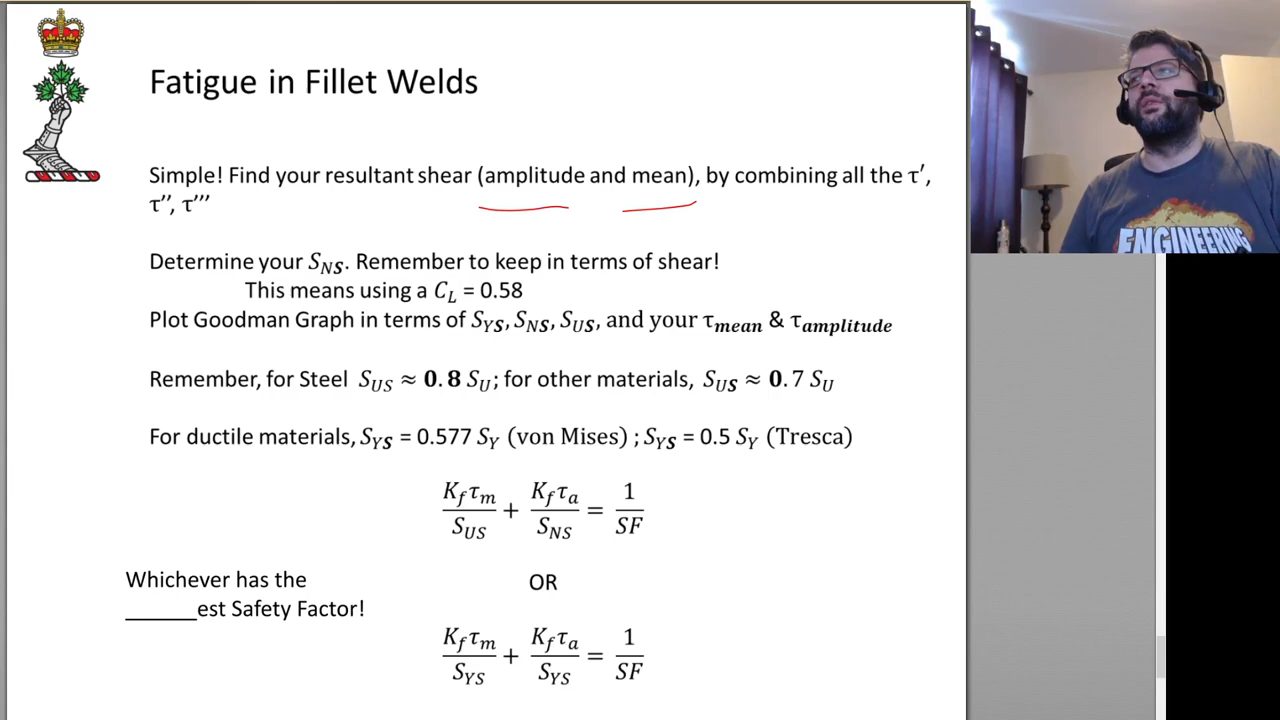 Fatigue in Fillet Welds
Simple! Find your resultant shear (amplitude and mean), by combining all the τ′,
τ’’, τ’’’
Determine your S_NS. Remember to keep in terms of shear!
This means using a C_L = 0.58
Plot Goodman Graph in terms of S_YS, S_NS, S_US, and your τ_mean & τ_amplitude
Remember, for Steel S_US ≈ 0.8 S_U; for other materials, S_US ≈ 0.7 S_U
For ductile materials, S_YS = 0.577 S_Y (von Mises) ; S_YS = 0.5 S_Y (Tresca)
K_f τ_m / S_US + K_f τ_a / S_NS = 1 / SF
Whichever has the
______est Safety Factor!
OR
K_f τ_m / S_YS + K_f τ_a / S_YS = 1 / SF
ENGINEERING